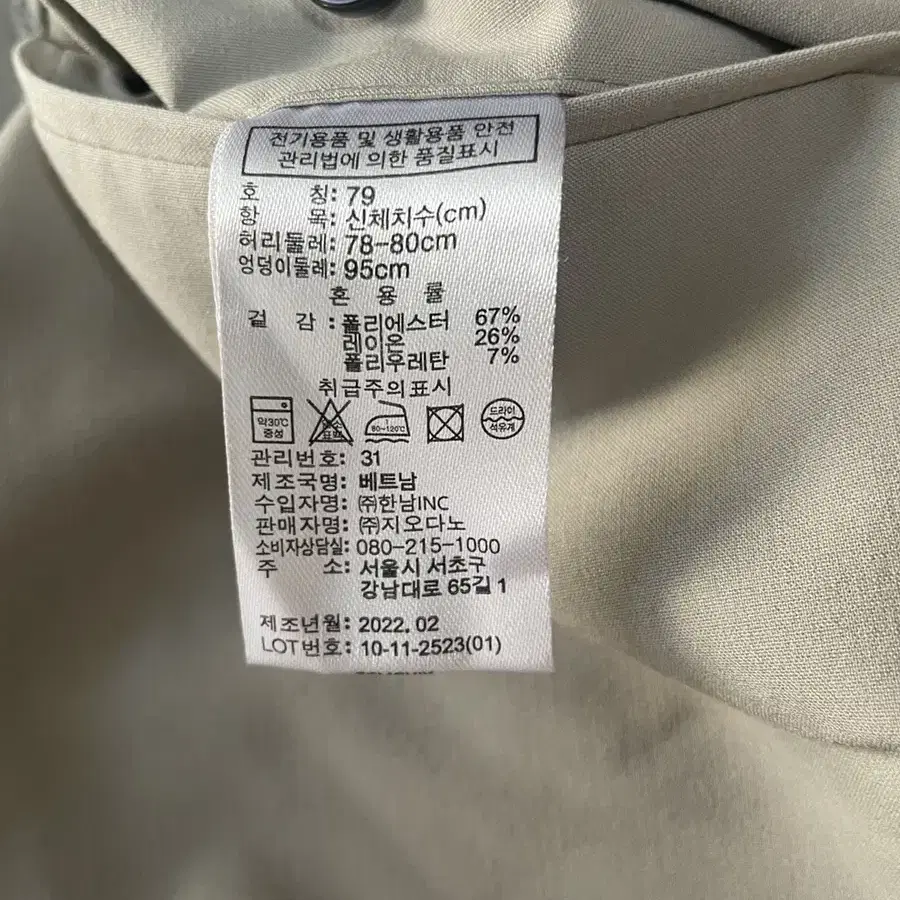 전기용품 및 생활용품 안전
관리법에 의한 품질표시
호 칭: 79
항 목: 신체치수(cm)
허리둘레: 78-80cm
엉덩이둘레: 95cm
혼 용 률
겉 감 : 폴리에스터 67%
레이온 26%
폴리우레탄 7%
취급주의표시
약30℃ 중성
염소 표백
80~120℃
드라이 석유계
관리번호: 31
제조국명: 베트남
수입자명: ㈜한남INC
판매자명: ㈜지오다노
소비자상담실: 080-215-1000
주 소: 서울시 서초구
강남대로 65길 1
제조년월: 2022. 02
LOT번호: 10-11-2523(01)